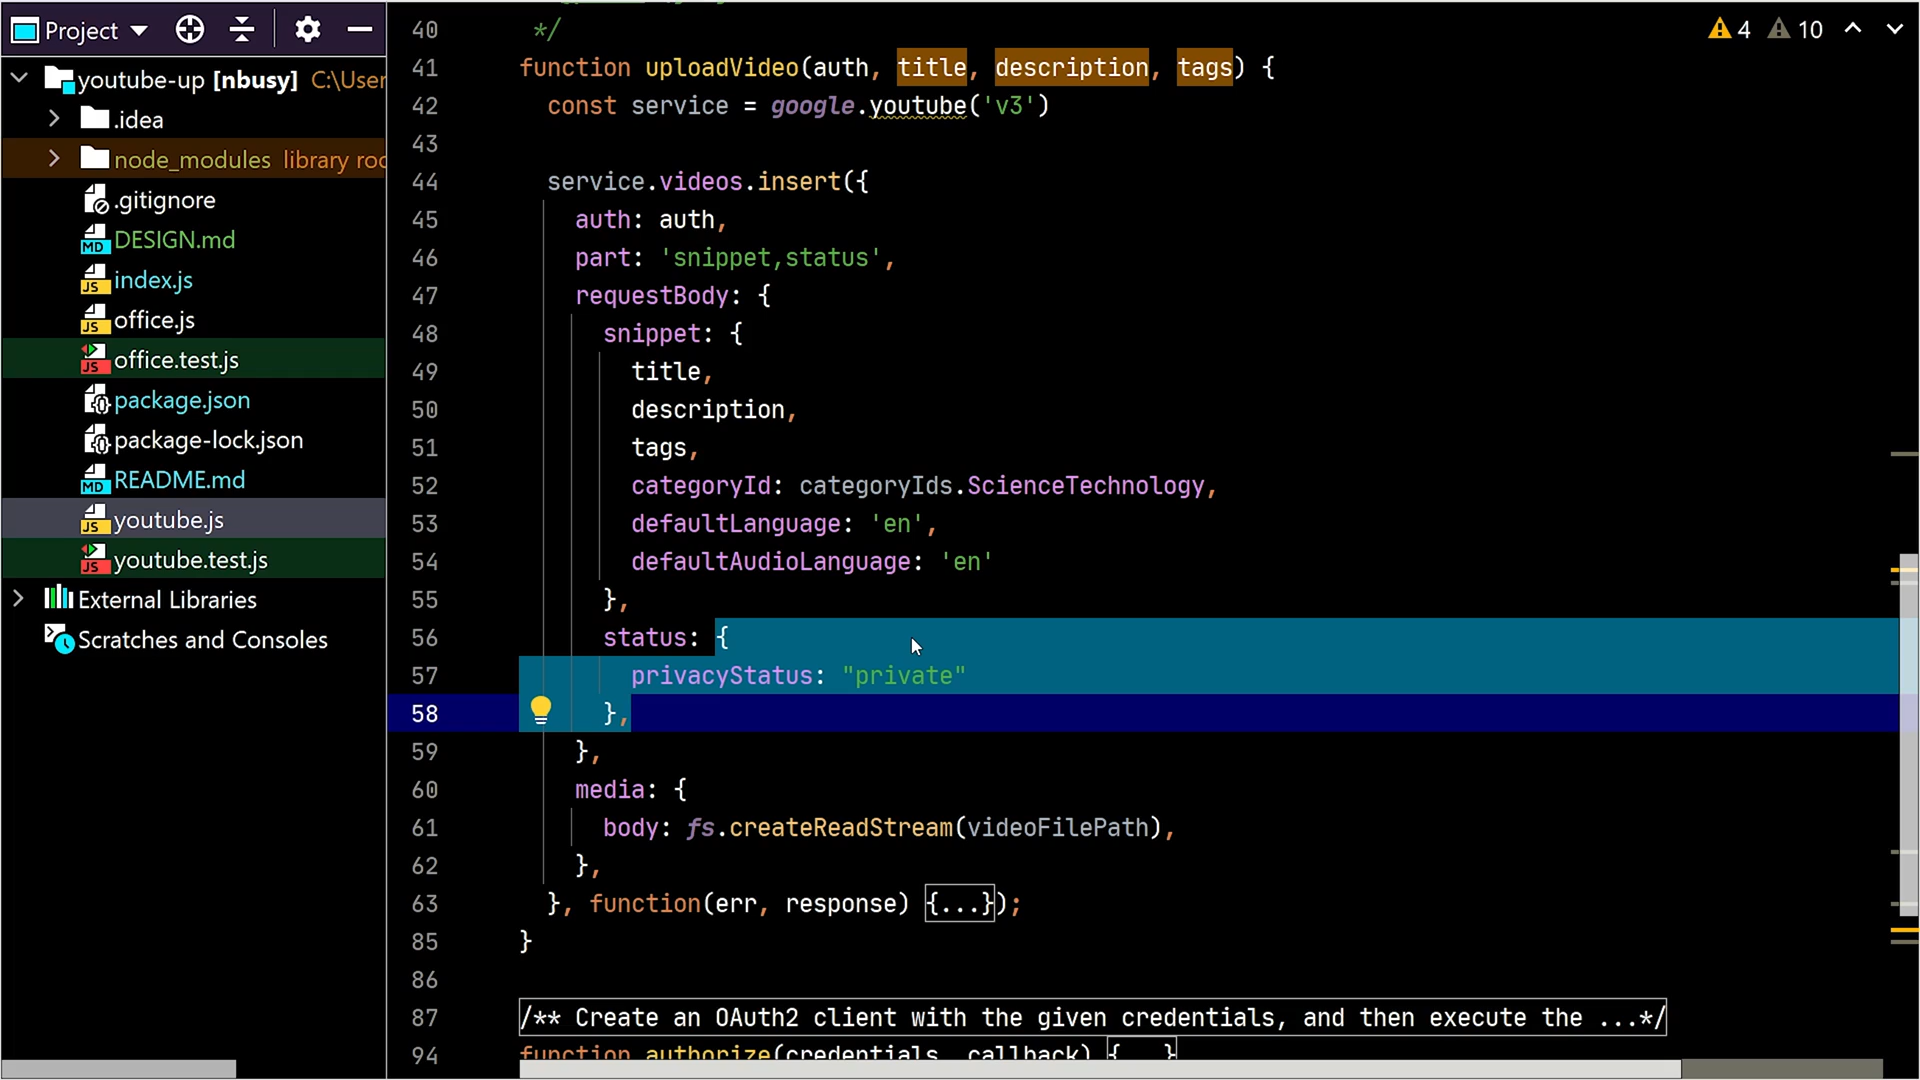 Project
youtube-up [nbusy] C:\User
.idea
node_modules library roo
.gitignore
DESIGN.md
index.js
office.js
office.test.js
package.json
package-lock.json
README.md
youtube.js
youtube.test.js
External Libraries
Scratches and Consoles
4 10
40 */
41 function uploadVideo(auth, title, description, tags) {
42 const service = google.youtube('v3')
43
44 service.videos.insert({
45 auth: auth,
46 part: 'snippet,status',
47 requestBody: {
48 snippet: {
49 title,
50 description,
51 tags,
52 categoryId: categoryIds.ScienceTechnology,
53 defaultLanguage: 'en',
54 defaultAudioLanguage: 'en'
55 },
56 status: {
57 privacyStatus: "private"
58 },
59 },
60 media: {
61 body: fs.createReadStream(videoFilePath),
62 },
63 }, function(err, response) {...});
85 }
86
87 /** Create an OAuth2 client with the given credentials, and then execute the ...*/
94 function authorize(credentials, callback) {...}